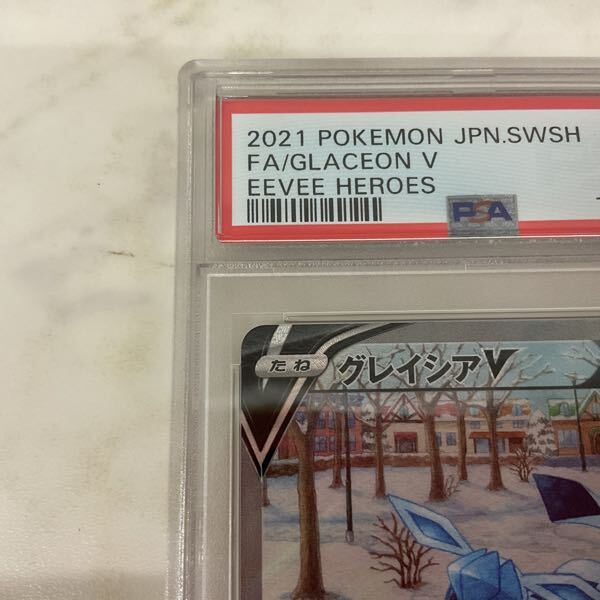 2021 POKEMON JPN.SWSH
FA/GLACEON V
EEVEE HEROES
PSA
たね
グレイシアV